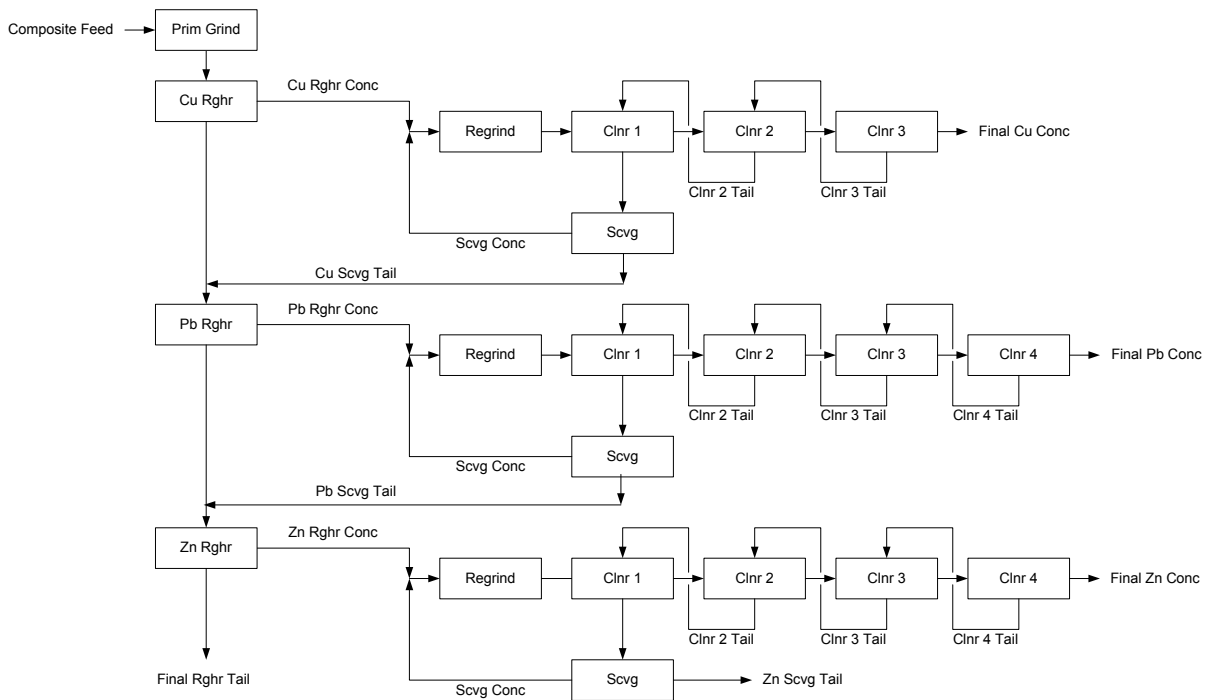 Composite Feed
Prim Grind
Cu Rghr
Cu Rghr Conc
Regrind
Clnr 1
Clnr 2
Clnr 3
Final Cu Conc
Clnr 2 Tail
Clnr 3 Tail
Scvg
Scvg Conc
Cu Scvg Tail
Pb Rghr
Pb Rghr Conc
Regrind
Clnr 1
Clnr 2
Clnr 3
Clnr 4
Final Pb Conc
Clnr 2 Tail
Clnr 3 Tail
Clnr 4 Tail
Scvg
Scvg Conc
Pb Scvg Tail
Zn Rghr
Zn Rghr Conc
Regrind
Clnr 1
Clnr 2
Clnr 3
Clnr 4
Final Zn Conc
Clnr 2 Tail
Clnr 3 Tail
Clnr 4 Tail
Final Rghr Tail
Scvg Conc
Scvg
Zn Scvg Tail